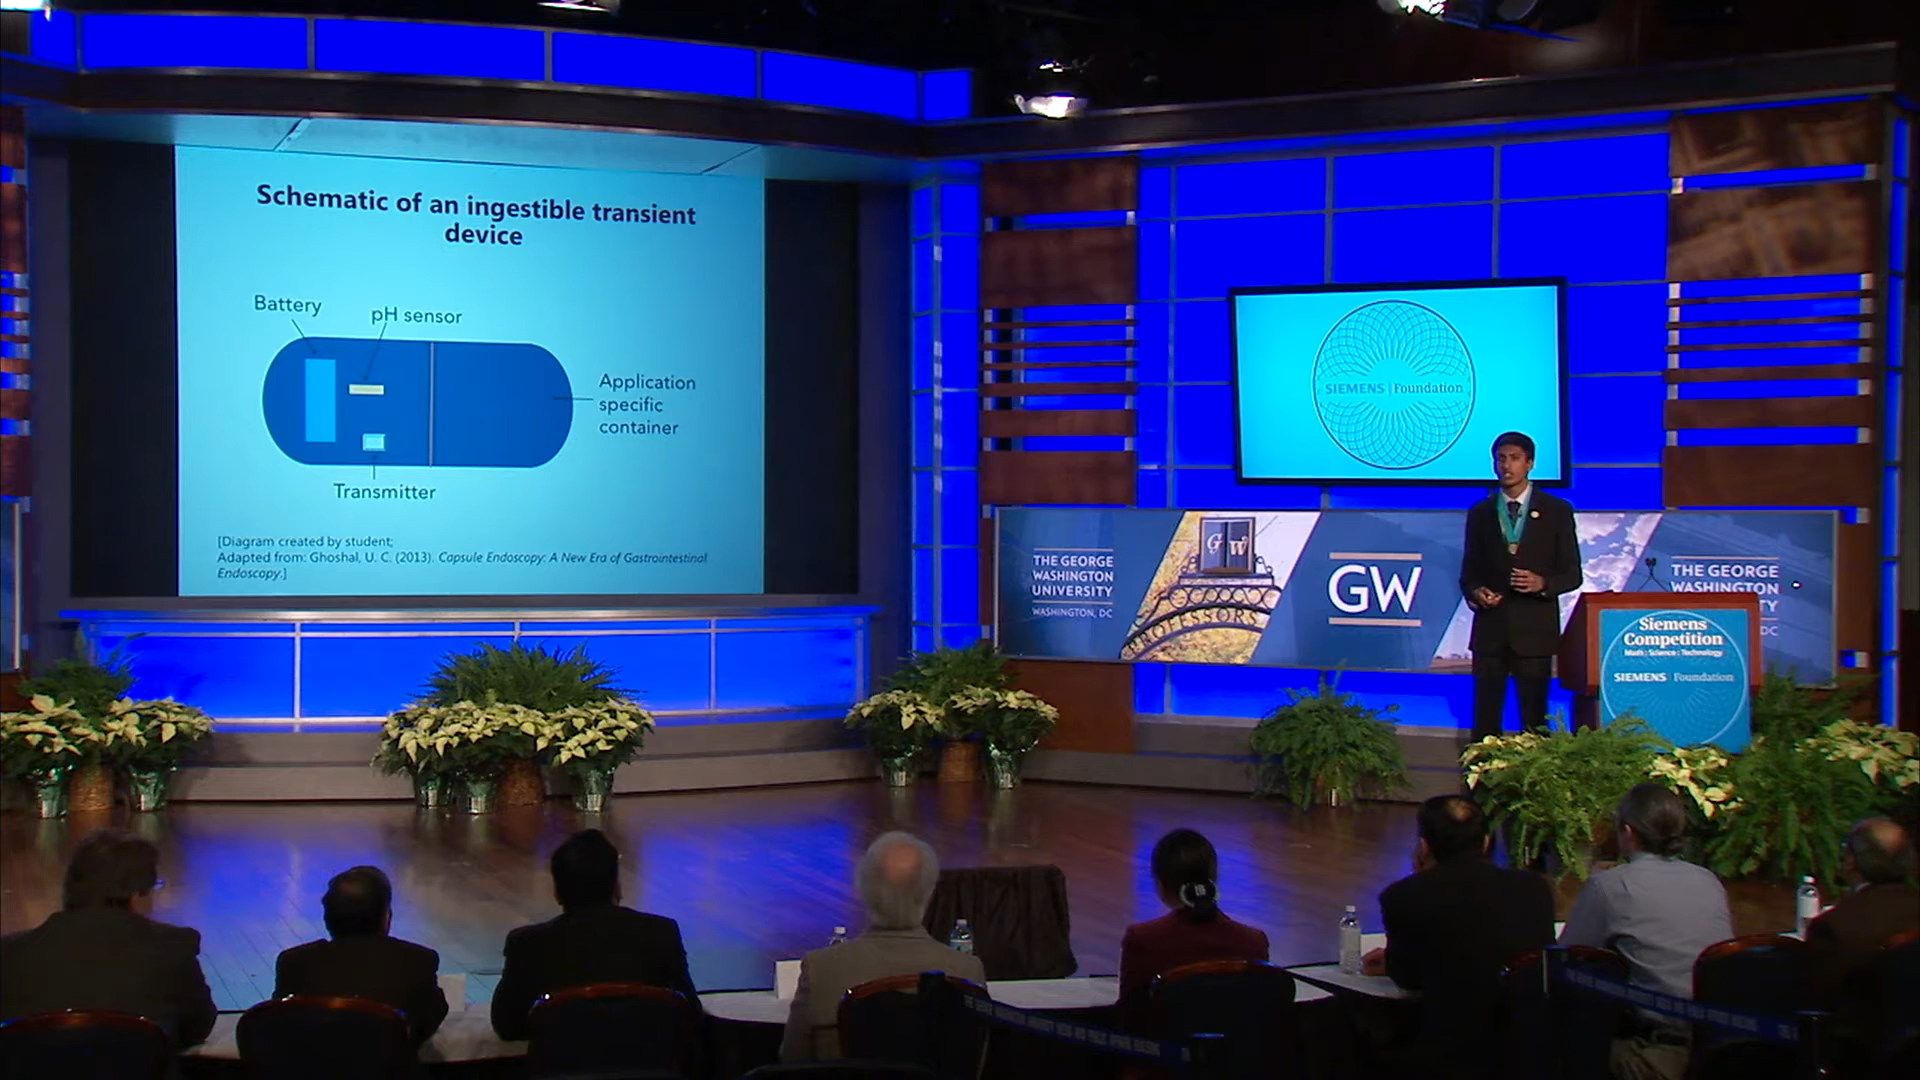 Schematic of an ingestible transient
device
Battery
pH sensor
Application
specific
container
Transmitter
[Diagram created by student;
Adapted from: Ghoshal, U. C. (2013). Capsule Endoscopy: A New Era of Gastrointestinal
Endoscopy.]
SIEMENS | Foundation
THE GEORGE
WASHINGTON
UNIVERSITY
WASHINGTON, DC
G W
PROFESSORS
GW
THE GEORGE
WASHINGTON
TY
DC
Siemens
Competition
Math : Science : Technology
SIEMENS | Foundation